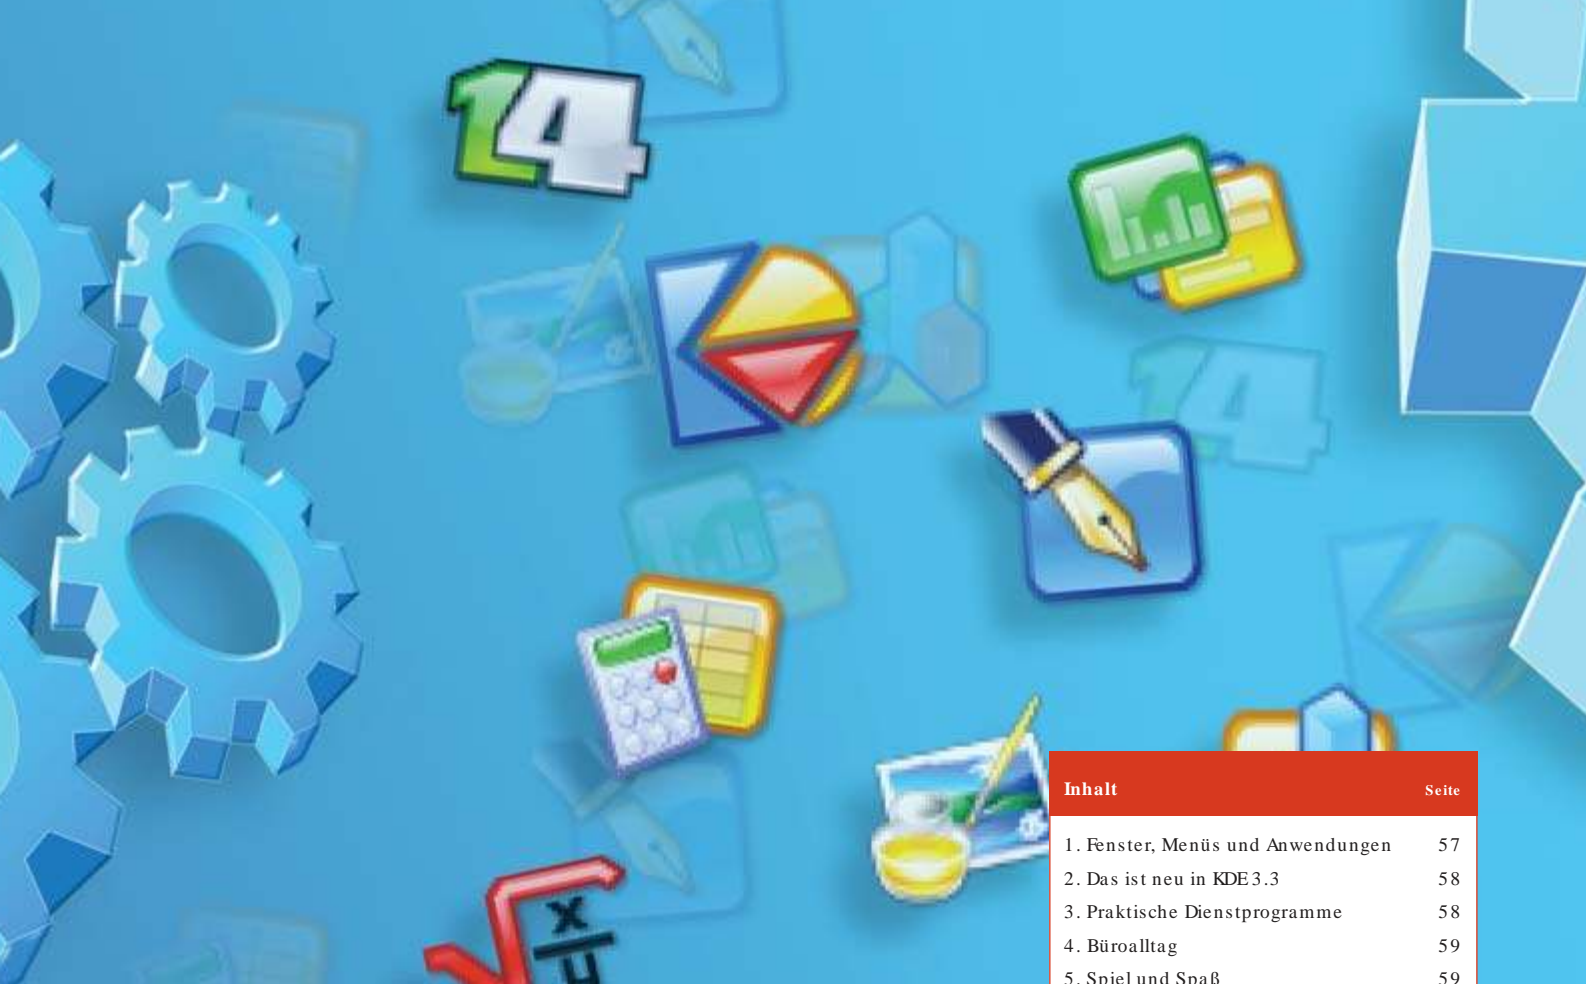 14
14
x
Inhalt Seite
1. Fenster, Menüs und Anwendungen 57
2. Das ist neu in KDE 3.3 58
3. Praktische Dienstprogramme 58
4. Büroalltag 59
5. Spiel und Spaß 59